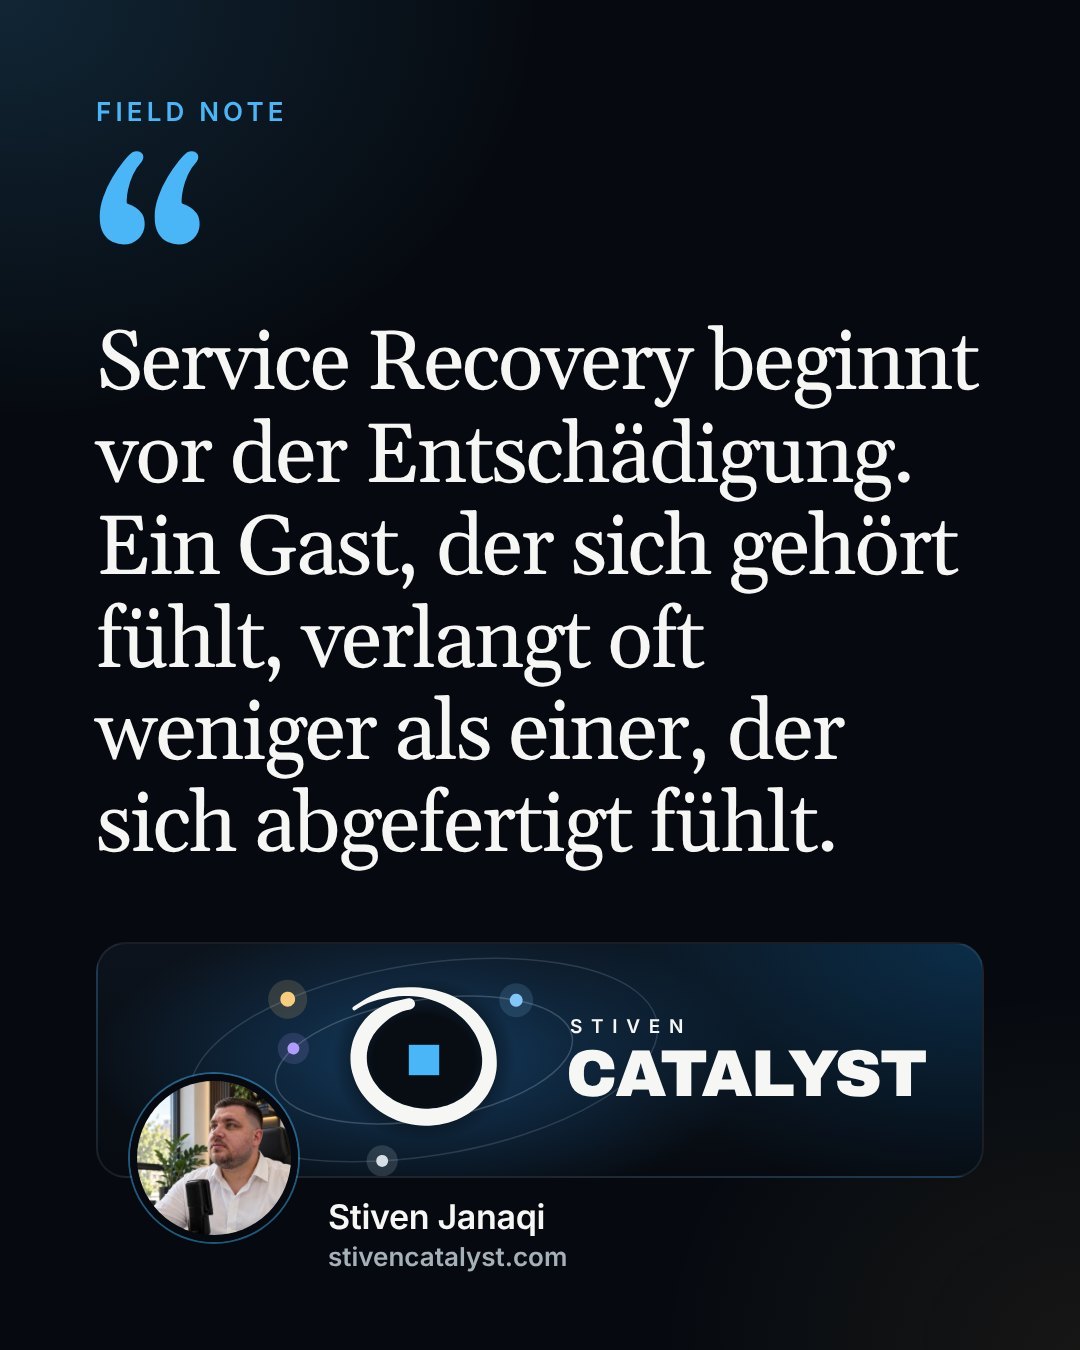 FIELD NOTE
“
Service Recovery beginnt
vor der Entschädigung.
Ein Gast, der sich gehört
fühlt, verlangt oft
weniger als einer, der
sich abgefertigt fühlt.
STIVEN
CATALYST
Stiven Janaqi
stivencatalyst.com